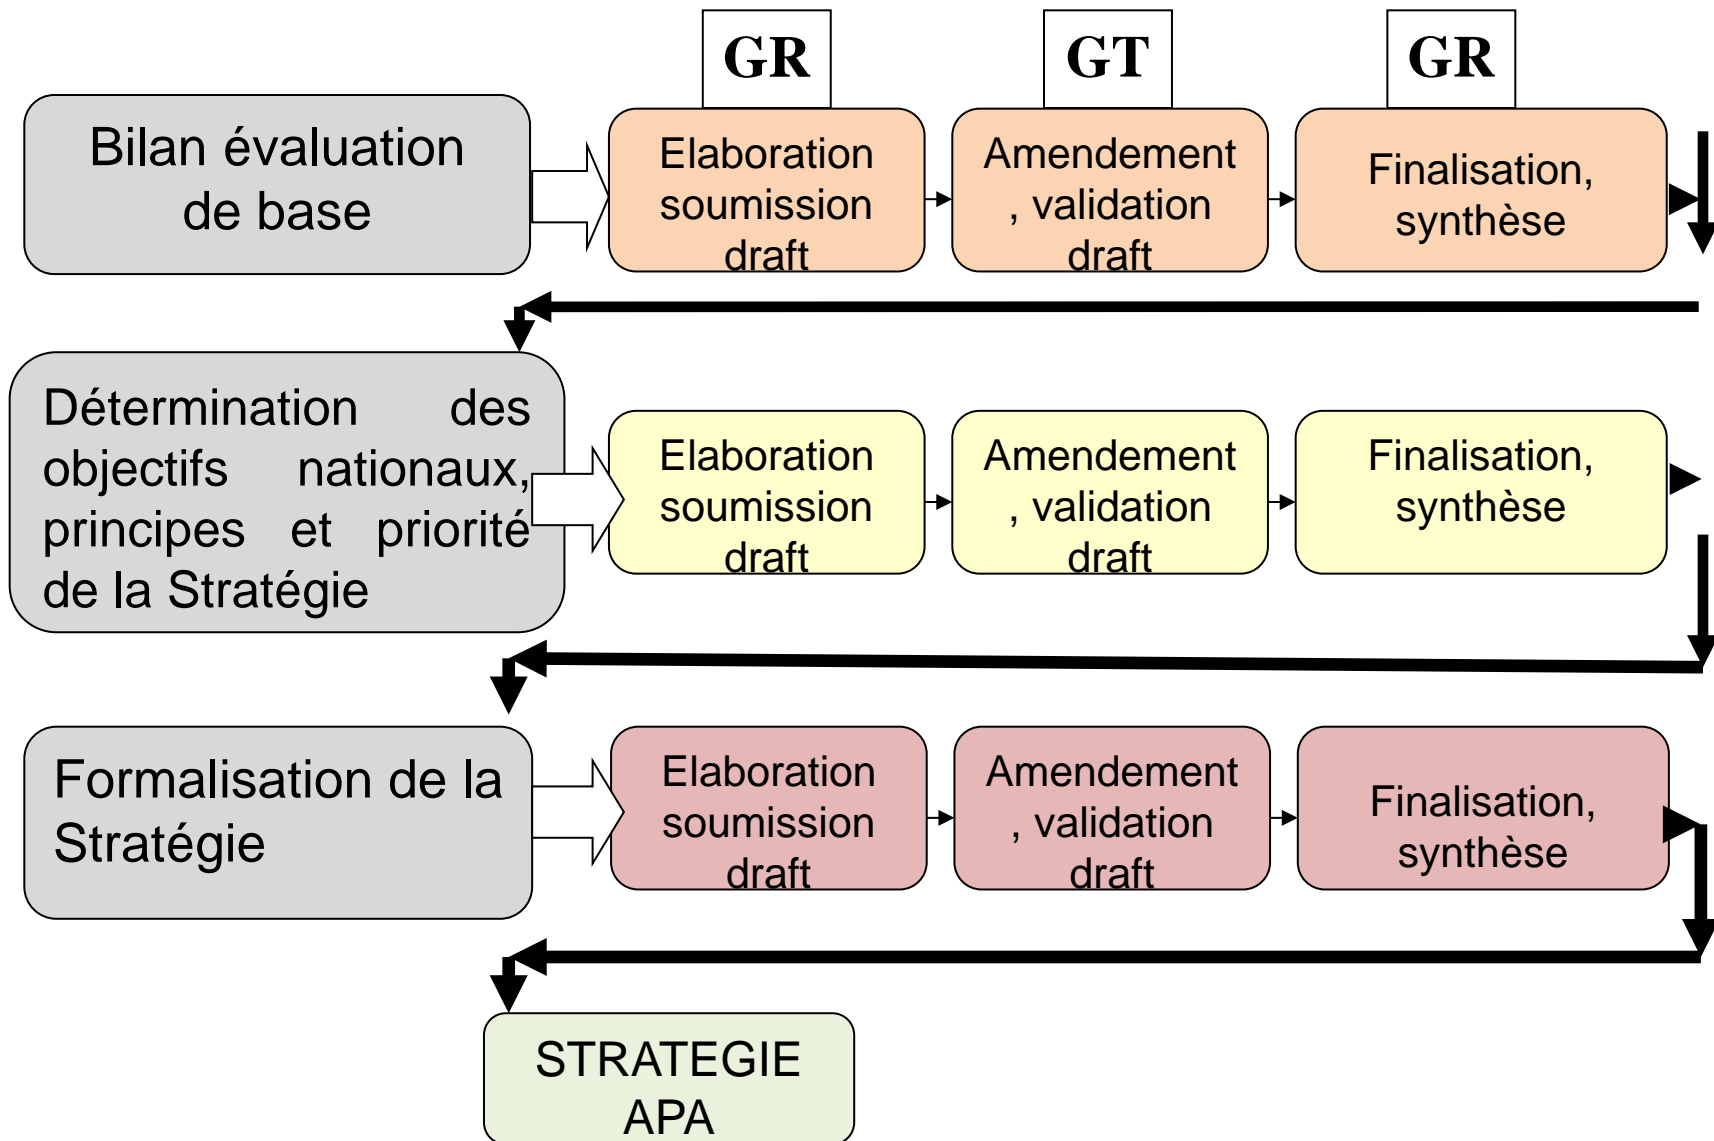 GR
GT
GR
Bilan évaluation
de base
Elaboration
soumission
draft
Amendement
, validation
draft
Finalisation,
synthèse
Détermination des
objectifs nationaux,
principes et priorité
de la Stratégie
Elaboration
soumission
draft
Amendement
, validation
draft
Finalisation,
synthèse
Formalisation de la
Stratégie
Elaboration
soumission
draft
Amendement
, validation
draft
Finalisation,
synthèse
STRATEGIE
APA